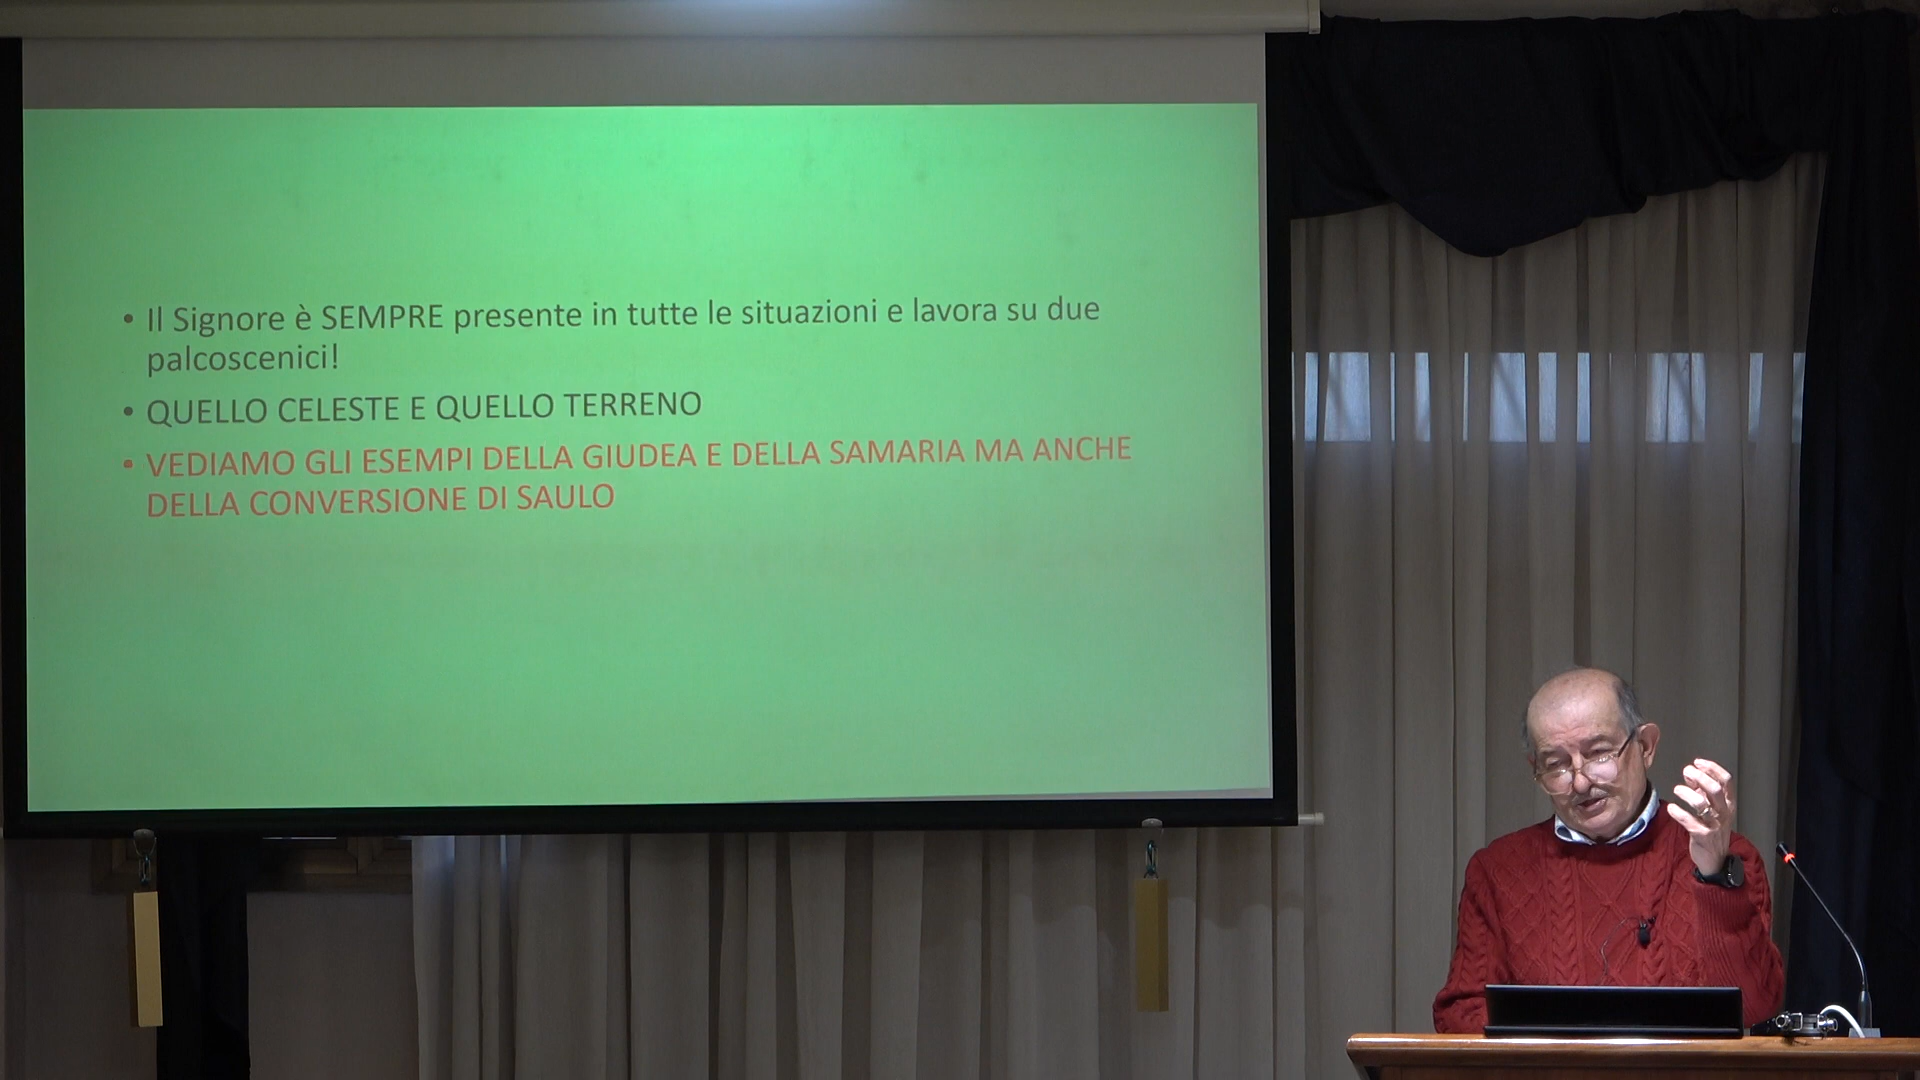 • Il Signore è SEMPRE presente in tutte le situazioni e lavora su due
palcoscenici!
• QUELLO CELESTE E QUELLO TERRENO
• VEDIAMO GLI ESEMPI DELLA GIUDEA E DELLA SAMARIA MA ANCHE
DELLA CONVERSIONE DI SAULO